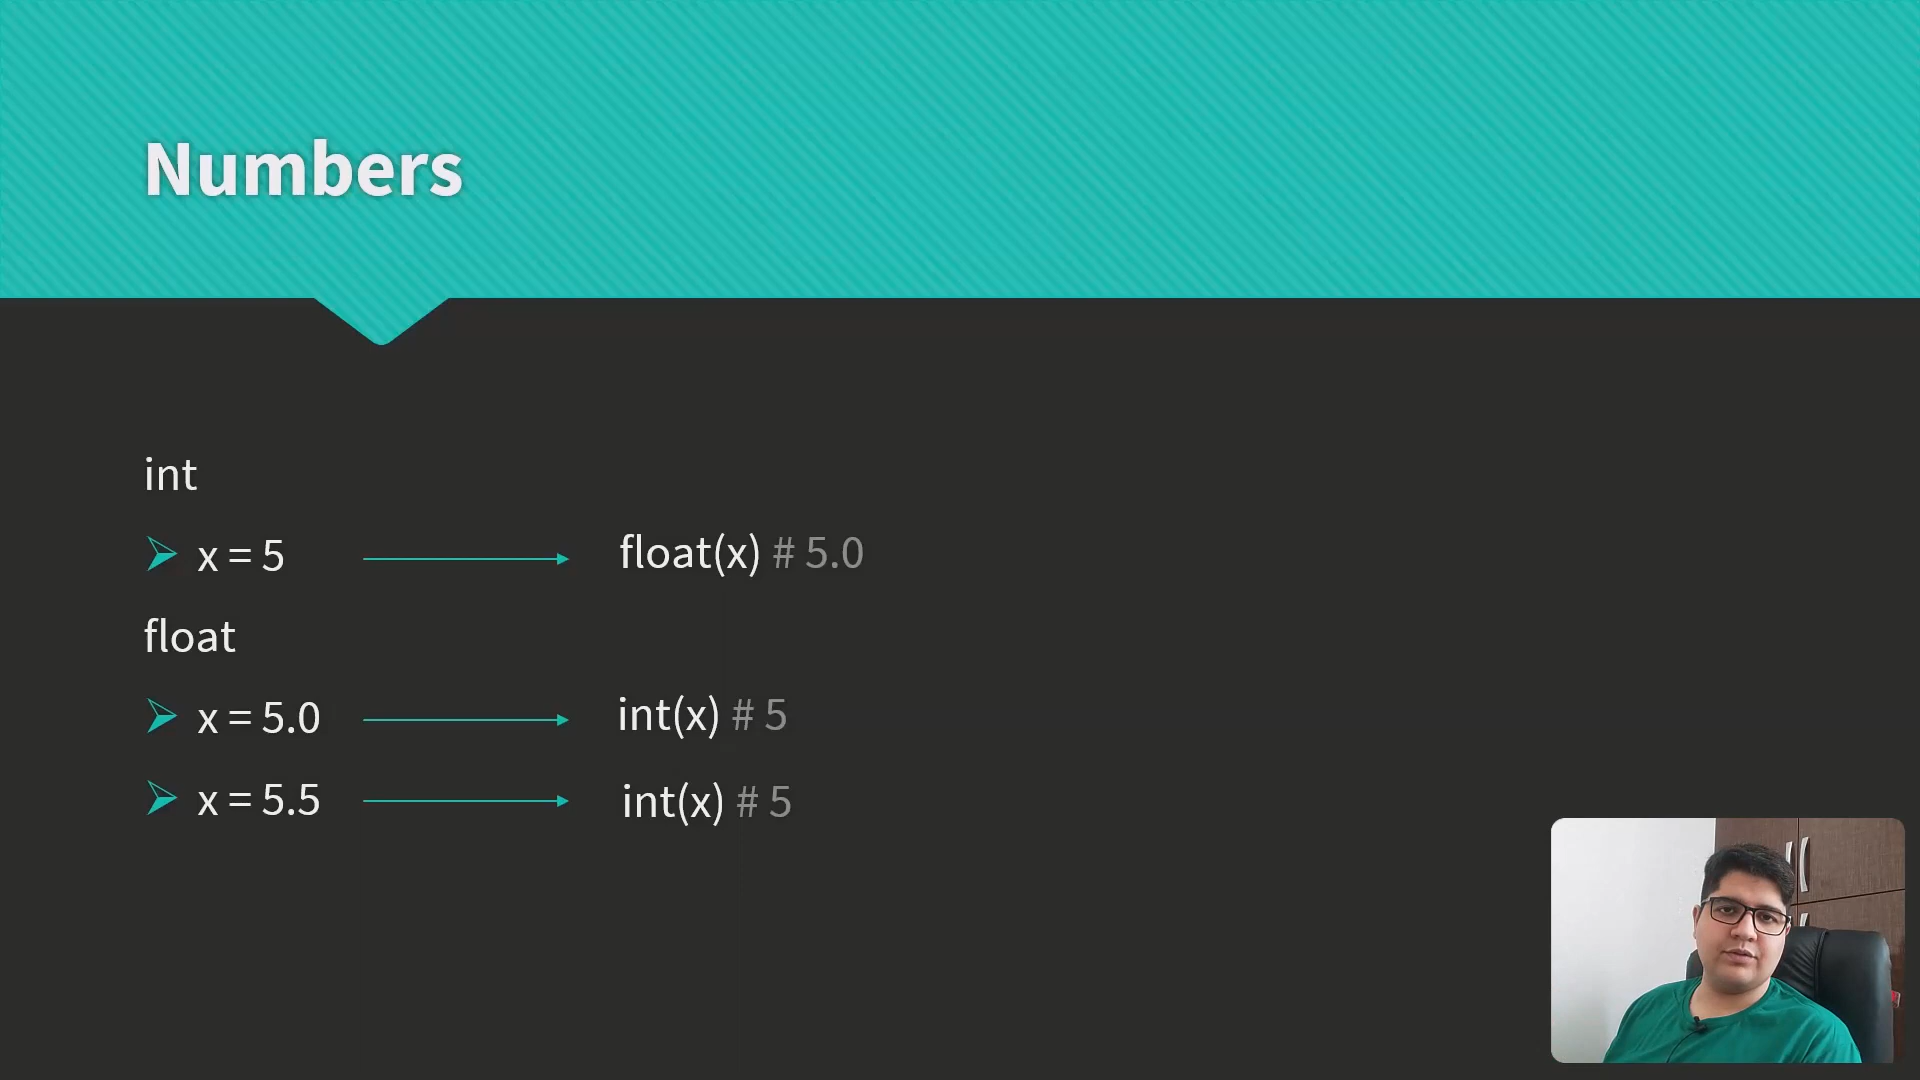 Numbers
int
x = 5 float(x) # 5.0
float
x = 5.0 int(x) # 5
x = 5.5 int(x) # 5